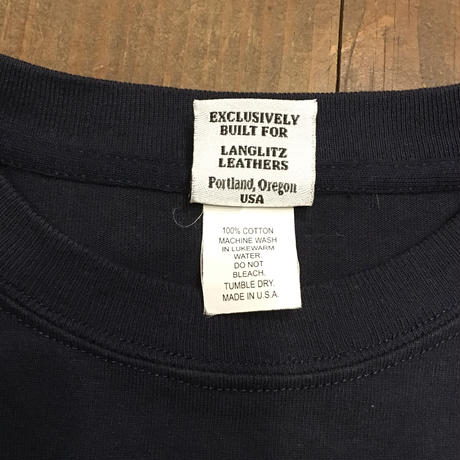 EXCLUSIVELY
BUILT FOR
LANGLITZ
LEATHERS
Portland, Oregon
USA
100% COTTON
MACHINE WASH
IN LUKEWARM
WATER.
DO NOT
BLEACH.
TUMBLE DRY.
MADE IN U.S.A.